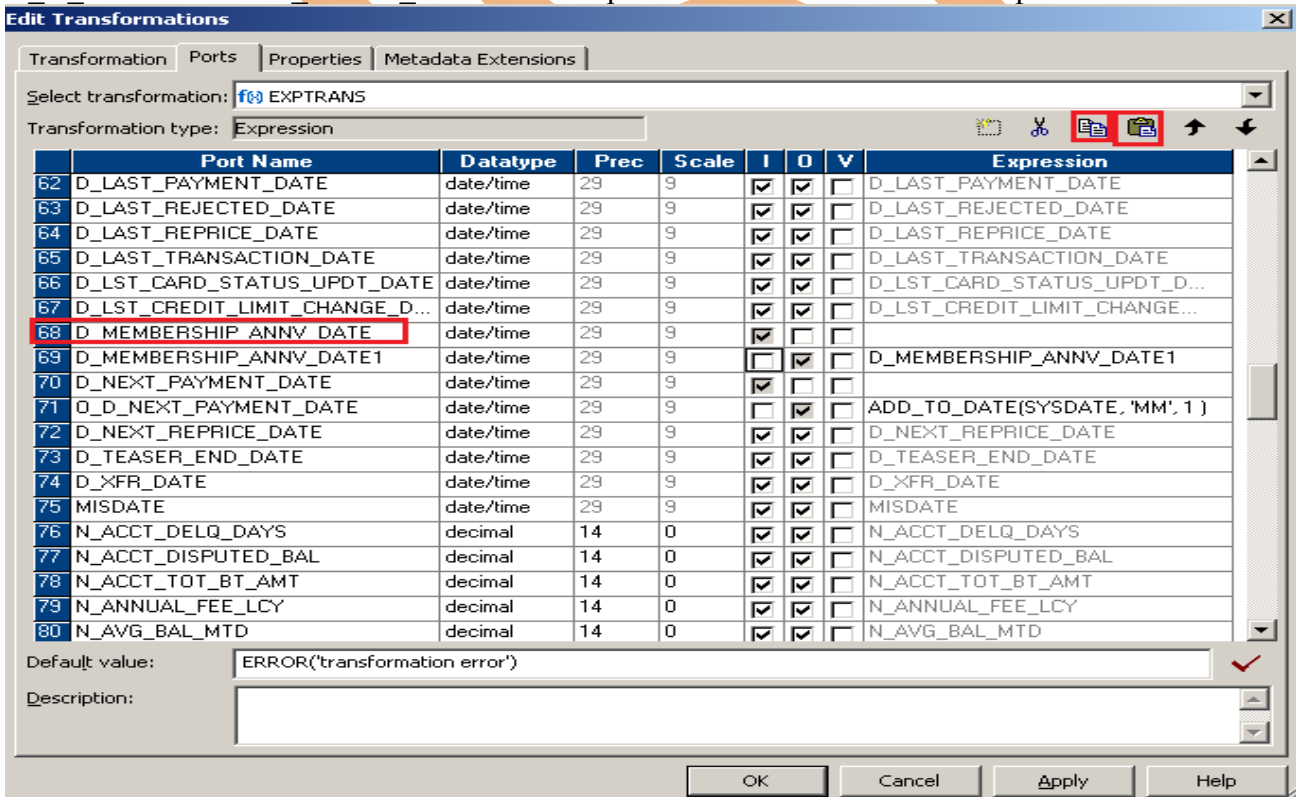 Edit Transformations
Transformation Ports Properties Metadata Extensions
Select transformation: f(x) EXPTRANS
Transformation type: Expression
Port Name Datatype Prec Scale I O V Expression
62 D_LAST_PAYMENT_DATE date/time 29 9 D_LAST_PAYMENT_DATE
63 D_LAST_REJECTED_DATE date/time 29 9 D_LAST_REJECTED_DATE
64 D_LAST_REPRICE_DATE date/time 29 9 D_LAST_REPRICE_DATE
65 D_LAST_TRANSACTION_DATE date/time 29 9 D_LAST_TRANSACTION_DATE
66 D_LST_CARD_STATUS_UPDT_DATE date/time 29 9 D_LST_CARD_STATUS_UPDT_D...
67 D_LST_CREDIT_LIMIT_CHANGE_D... date/time 29 9 D_LST_CREDIT_LIMIT_CHANGE...
68 D_MEMBERSHIP_ANNV_DATE date/time 29 9
69 D_MEMBERSHIP_ANNV_DATE1 date/time 29 9 D_MEMBERSHIP_ANNV_DATE1
70 D_NEXT_PAYMENT_DATE date/time 29 9
71 O_D_NEXT_PAYMENT_DATE date/time 29 9 ADD_TO_DATE(SYSDATE, 'MM', 1 )
72 D_NEXT_REPRICE_DATE date/time 29 9 D_NEXT_REPRICE_DATE
73 D_TEASER_END_DATE date/time 29 9 D_TEASER_END_DATE
74 D_XFR_DATE date/time 29 9 D_XFR_DATE
75 MISDATE date/time 29 9 MISDATE
76 N_ACCT_DELQ_DAYS decimal 14 0 N_ACCT_DELQ_DAYS
77 N_ACCT_DISPUTED_BAL decimal 14 0 N_ACCT_DISPUTED_BAL
78 N_ACCT_TOT_BT_AMT decimal 14 0 N_ACCT_TOT_BT_AMT
79 N_ANNUAL_FEE_LCY decimal 14 0 N_ANNUAL_FEE_LCY
80 N_AVG_BAL_MTD decimal 14 0 N_AVG_BAL_MTD
Default value: ERROR('transformation error')
Description:
OK Cancel Apply Help